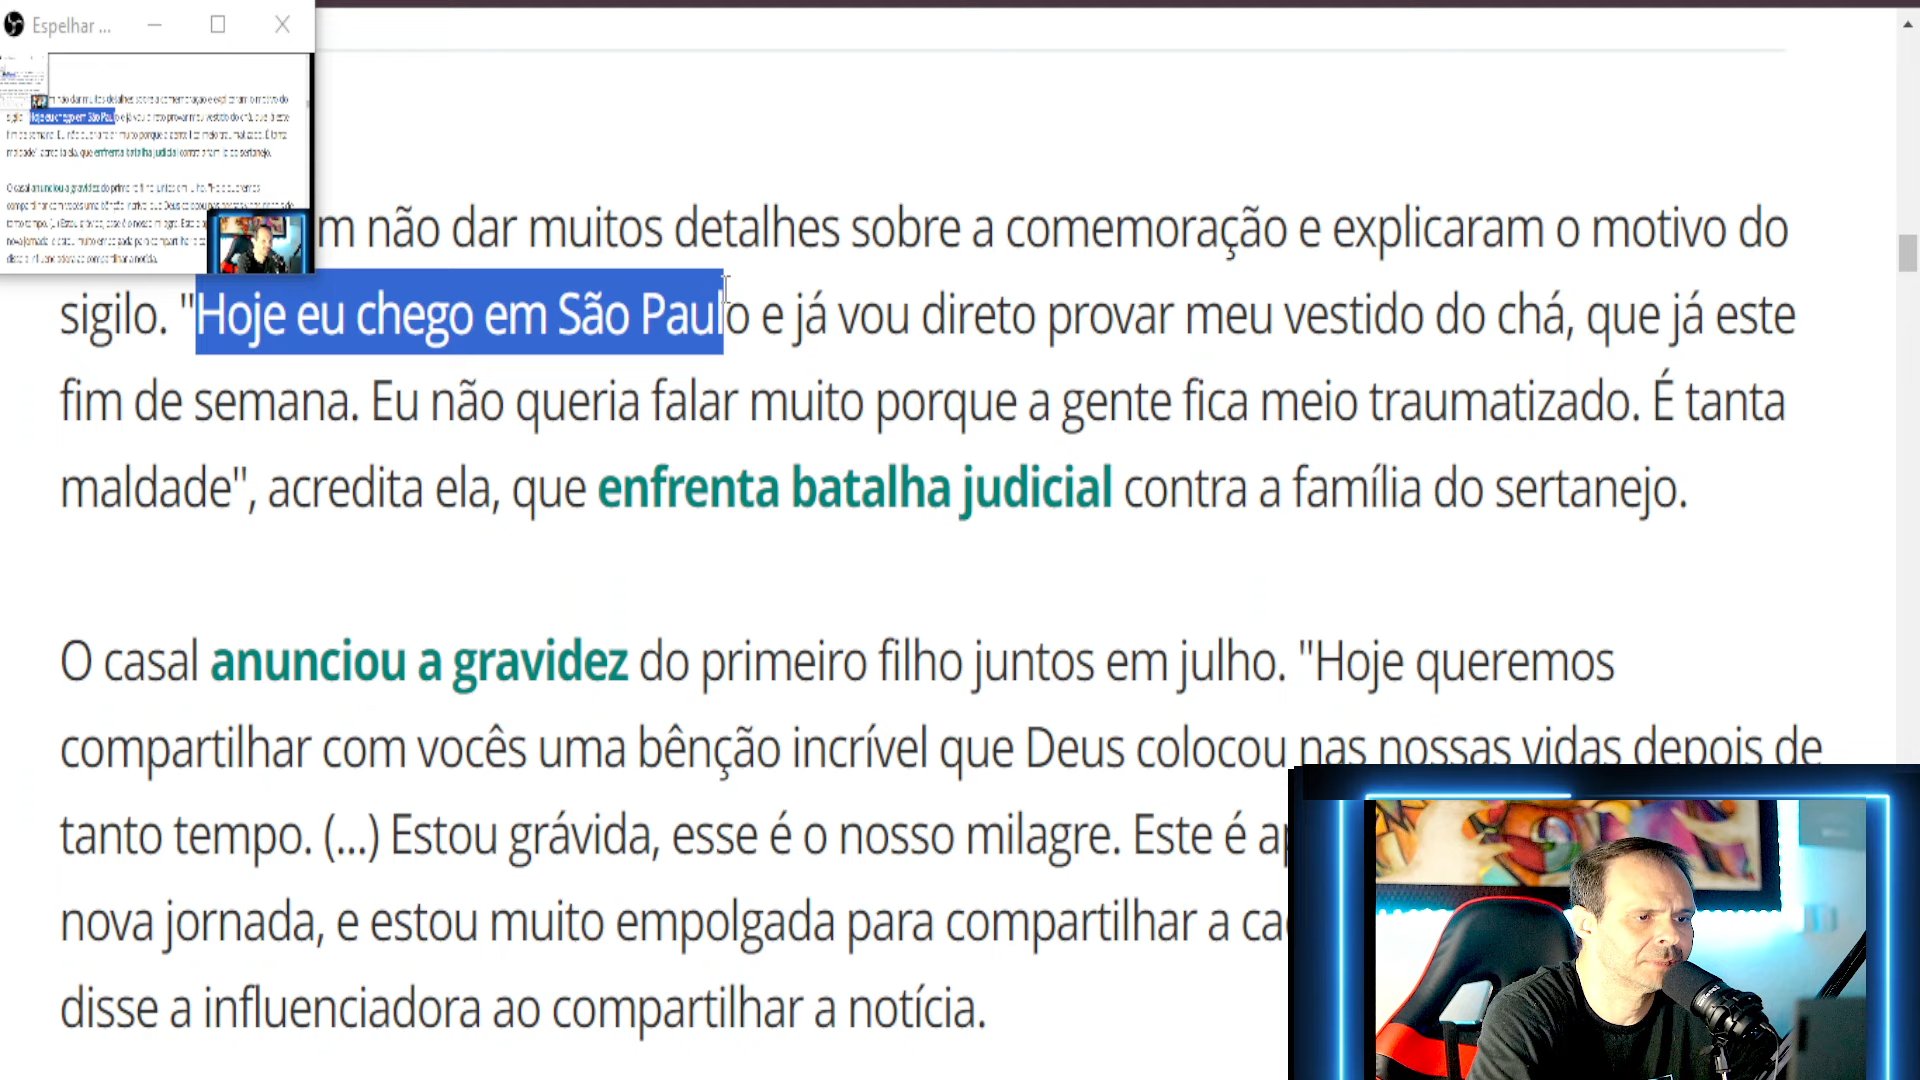 Espelhar ...
m não dar muitos detalhes sobre a comemoração e explicaram o motivo do
sigilo. "Hoje eu chego em São Paulo e já vou direto provar meu vestido do chá, que já este
fim de semana. Eu não queria falar muito porque a gente fica meio traumatizado. É tanta
maldade", acredita ela, que enfrenta batalha judicial contra a família do sertanejo.
O casal anunciou a gravidez do primeiro filho juntos em julho. "Hoje queremos
compartilhar com vocês uma bênção incrível que Deus colocou nas nossas vidas depois de
tanto tempo. (...) Estou grávida, esse é o nosso milagre. Este é
nova jornada, e estou muito empolgada para compartilhar a
disse a influenciadora ao compartilhar a notícia.